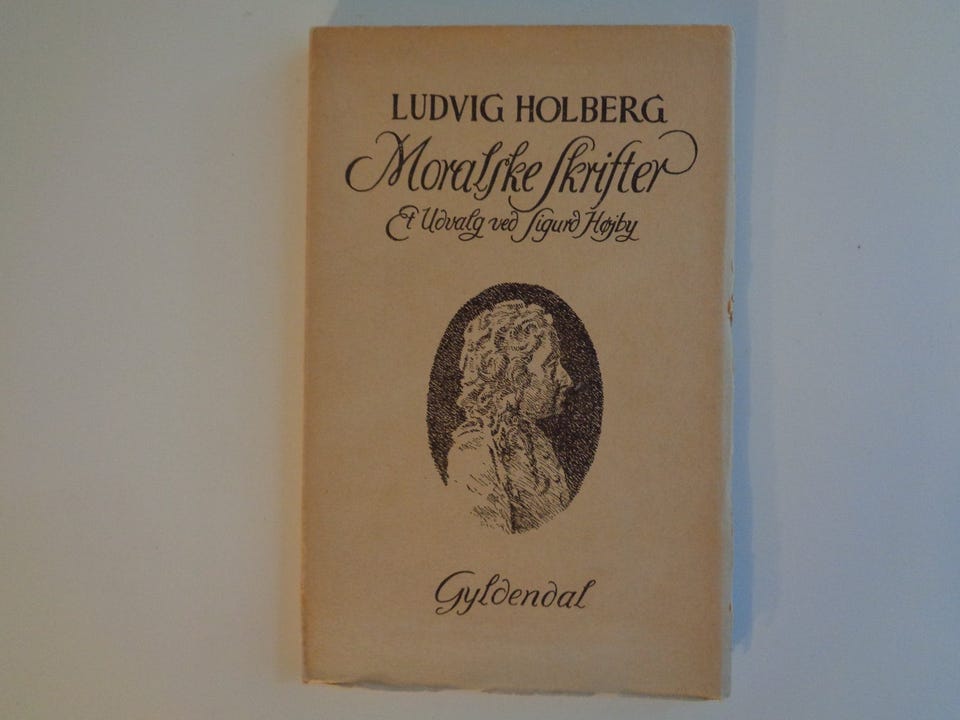 LUDVIG HOLBERG
Moralske Skrifter
Et Udvalg ved Sigurd Højby
Gyldendal